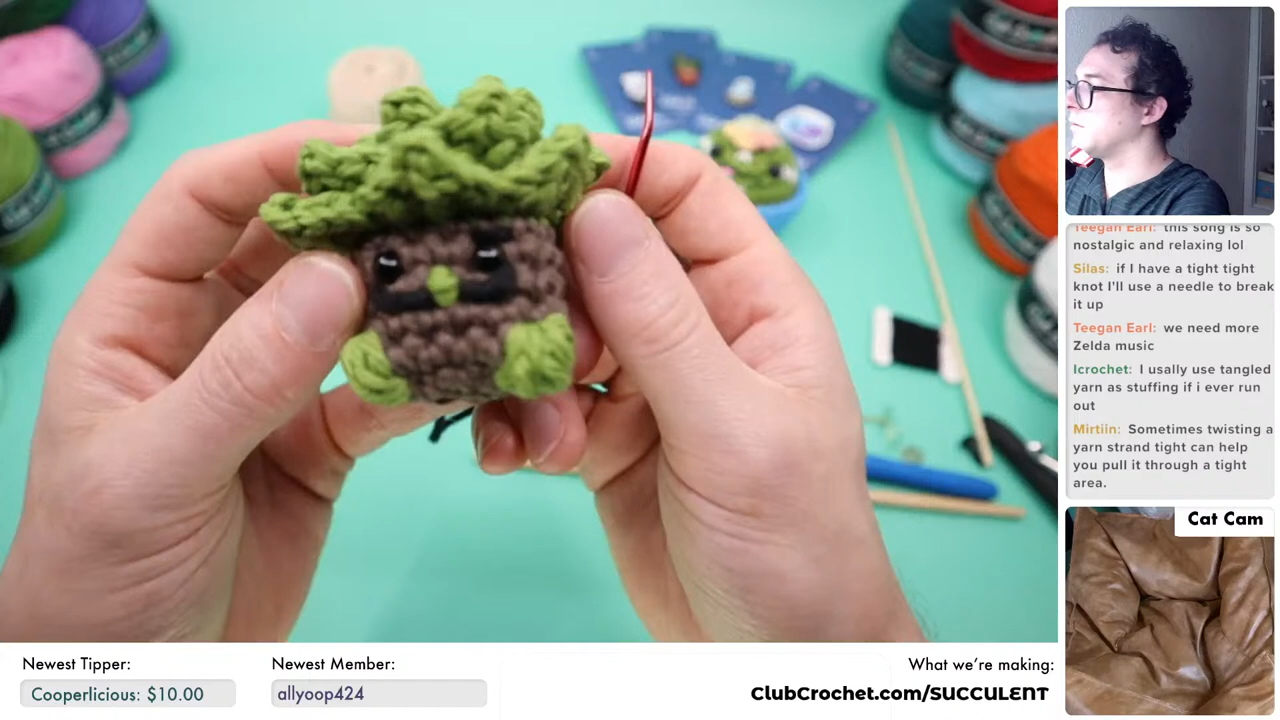 Teegan Earl: this song is so
nostalgic and relaxing lol
Silas: if I have a tight tight
knot I'll use a needle to break
it up
Teegan Earl: we need more
Zelda music
Icrochet: I usally use tangled
yarn as stuffing if i ever run
out
Mirtiin: Sometimes twisting a
yarn strand tight can help
you pull it through a tight
area.
Cat Cam
Newest Tipper:
Cooperlicious: $10.00
Newest Member:
allyoop424
What we're making:
ClubCrochet.com/SUCCULENT